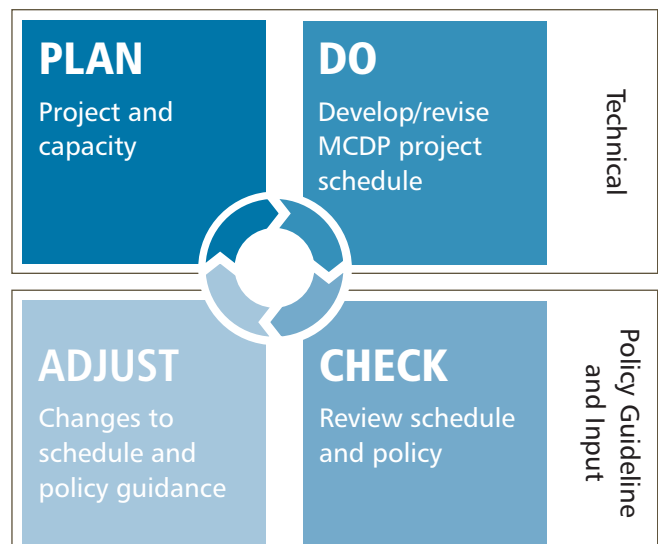 PLAN
Project and
capacity
DO
Develop/revise
MCDP project
schedule
Technical
ADJUST
Changes to
schedule and
policy guidance
CHECK
Review schedule
and policy
Policy Guideline
and Input